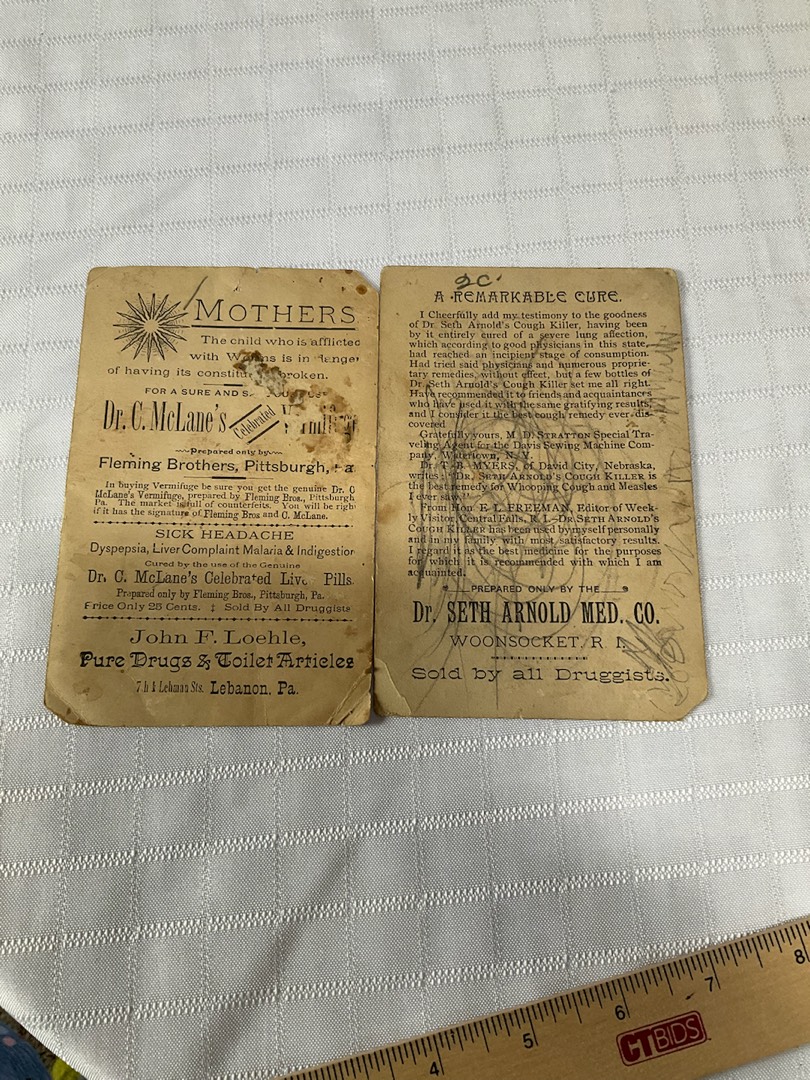 MOTHERS
The child who is afflicted
with W ms is in dange
of having its constitu broken.
FOR A SURE AND S
Dr. C. McLane's Celebrated V mifu
Prepared only by
Fleming Brothers, Pittsburgh, a
In buying Vermifuge be sure you get the genuine Dr. C
McLane's Vermifuge, prepared by Fleming Bros., Pittsburgh
Pa. The market is full of counterfeits. You will be righ
if it has the signature of Fleming Bros and C. McLane.
SICK HEADACHE
Dyspepsia, Liver Complaint Malaria & Indigestion
Cured by the use of the Genuine
Dr. C. McLane's Celebrated Live Pills.
Prepared only by Fleming Bros., Pittsburgh, Pa.
Price Only 25 Cents. ‡ Sold By All Druggists
John F. Loehle,
Pure Drugs & Toilet Articles
Lehman Sts. Lebanon, Pa.
2C.
A REMARKABLE CURE.
I Cheerfully add my testimony to the goodness
of Dr. Seth Arnold's Cough Killer, having been
by it entirely cured of a severe lung affection,
which according to good physicians in this state,
had reached an incipient stage of consumption.
Had tried said physicians and numerous proprie-
tary remedies, without effect, but a few bottles of
Dr. Seth Arnold's Cough Killer set me all right.
Have recommended it to friends and acquaintances
who have used it with the same gratifying results,
and I consider it the best cough remedy ever dis-
covered
Gratefully yours, M. D. STRATTON Special Tra-
veling Agent for the Davis Sewing Machine Com-
pany, Watertown, N. Y.
Dr. T. B. MYERS, of David City, Nebraska,
writes: "DR. SETH ARNOLD'S COUGH KILLER is
the best remedy for Whooping Cough and Measles
I ever saw."
From Hon. E. L. FREEMAN, Editor of Week-
ly Visitor, Central Falls, R. I.—DR SETH ARNOLD'S
COUGH KILLER has been used by myself personally
and in my family with most satisfactory results.
I regard it as the best medicine for the purposes
for which it is recommended with which I am
acquainted.
PREPARED ONLY BY THE
Dr. SETH ARNOLD MED. CO.
WOONSOCKET, R. I.
Sold by all Druggists.
4 5 6 7 8
CTBIDS